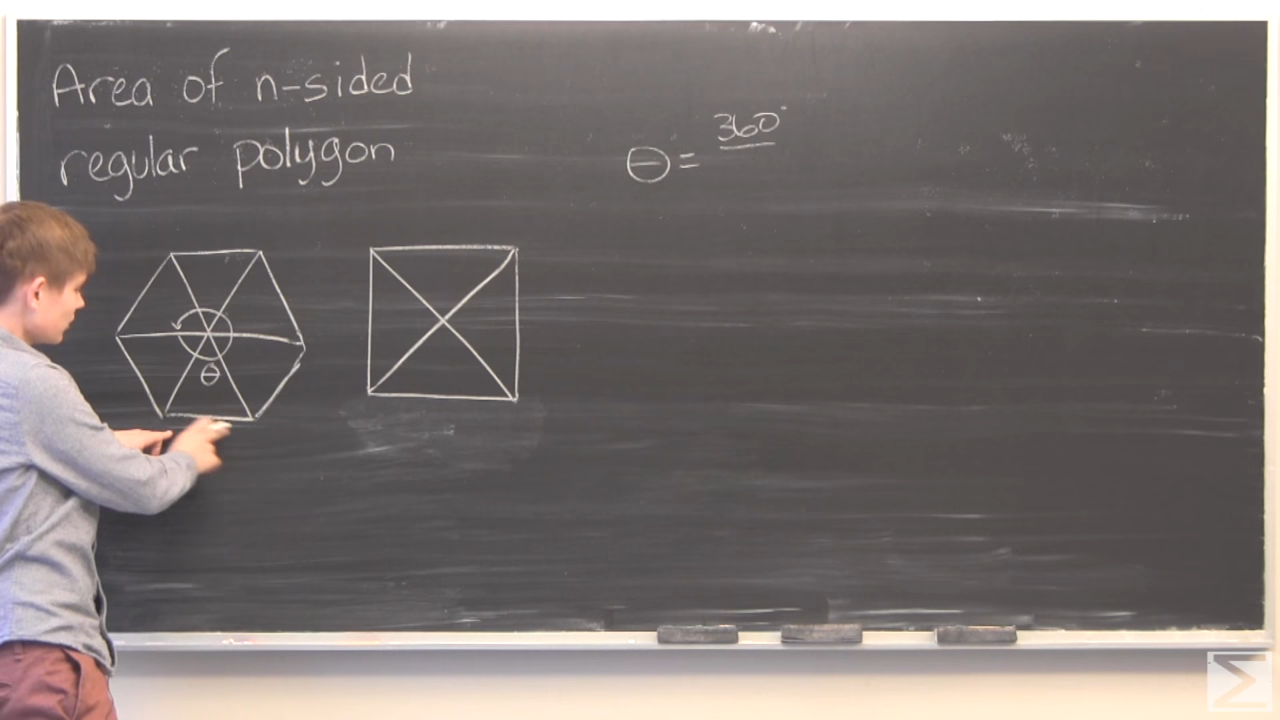 Area of n-sided
regular polygon
Θ = 360°
θ
Σ